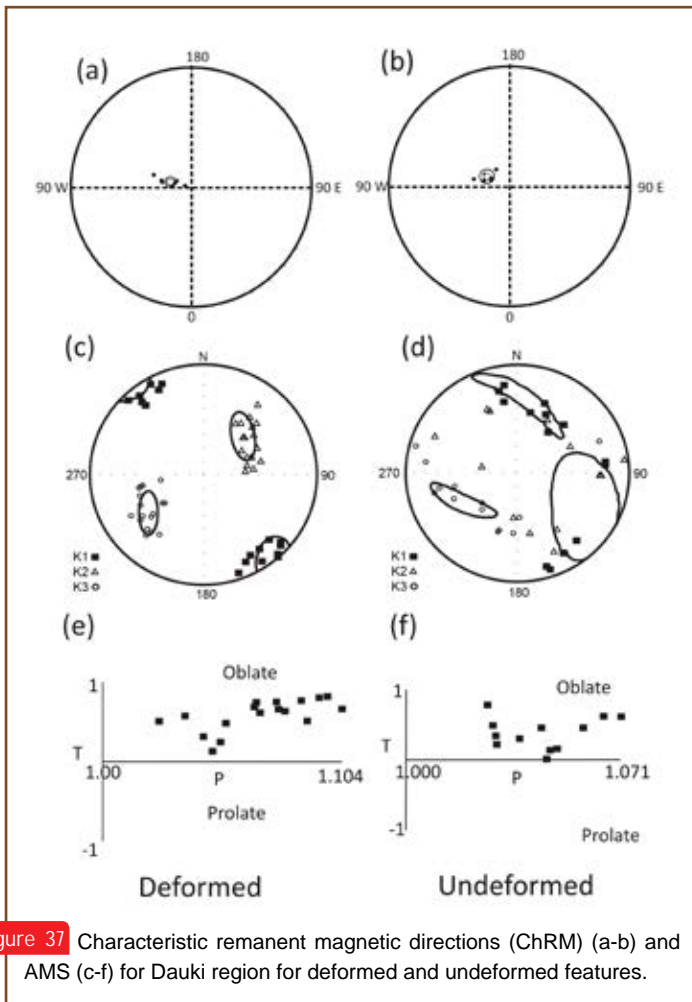 (a)
180
90 W
90 E
0
(b)
180
90 W
90 E
0
(c)
N
270
90
180
K1
K2
K3
(d)
N
270
90
180
K1
K2
K3
(e)
1
Oblate
T
1.00
P
1.104
Prolate
-1
Deformed
(f)
1
Oblate
T
1.000
P
1.071
Prolate
-1
Undeformed
gure 37 Characteristic remanent magnetic directions (ChRM) (a-b) and
AMS (c-f) for Dauki region for deformed and undeformed features.